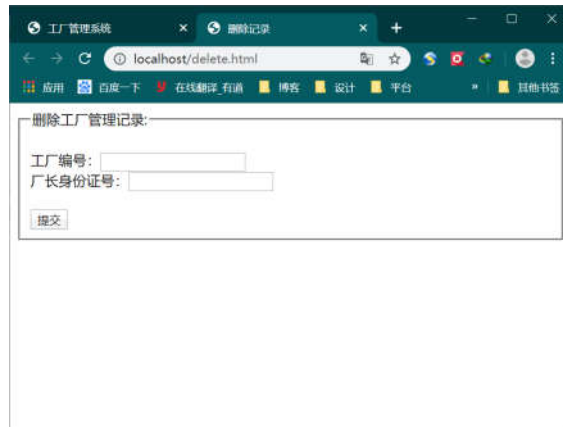 工厂管理系统
删除记录
localhost/delete.html
应用 百度一下 在线翻译_有道 博客 设计 平台 » 其他书签
删除工厂管理记录:
工厂编号:
厂长身份证号:
提交